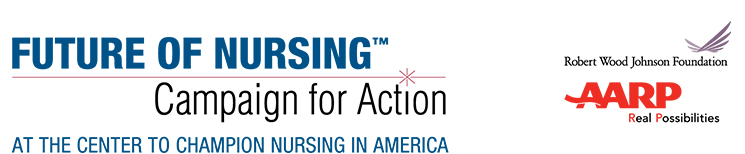 FUTURE OF NURSING™
Campaign for Action
AT THE CENTER TO CHAMPION NURSING IN AMERICA
Robert Wood Johnson Foundation
AARP
Real Possibilities